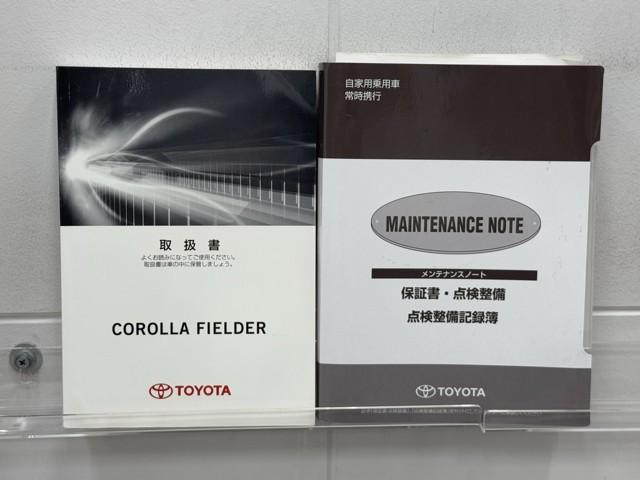 取扱書
よくお読みになってご使用ください。
取扱書は車の中に保管しましょう。
COROLLA FIELDER
TOYOTA
自家用乗用車
常時携行
MAINTENANCE NOTE
メンテナンスノート
保証書・点検整備
点検整備記録簿
TOYOTA